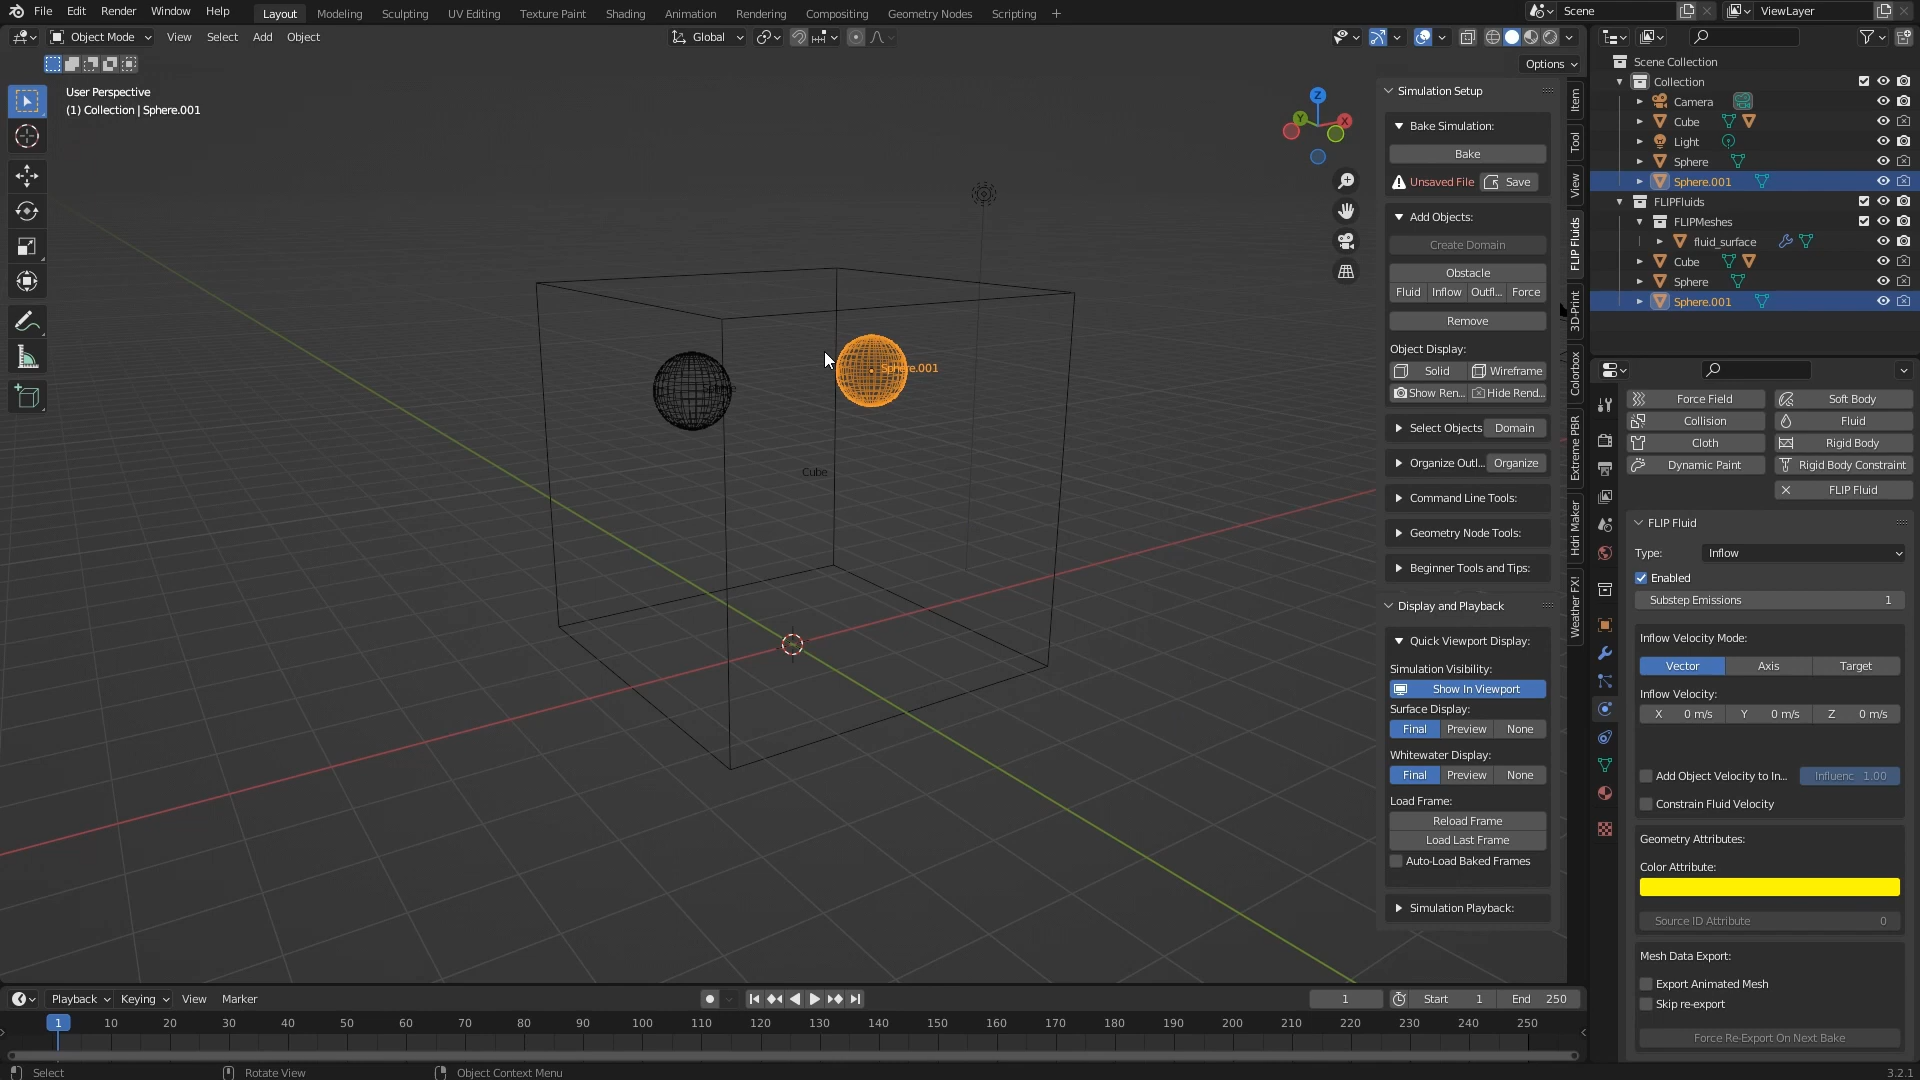 File Edit Render Window Help Layout Modeling Sculpting UV Editing Texture Paint Shading Animation Rendering Compositing Geometry Nodes Scripting + Scene ViewLayer
Object Mode View Select Add Object Global
Options
User Perspective
(1) Collection | Sphere.001
Z
Y
X
Sphere.001
Cube
Simulation Setup
Bake Simulation:
Bake
Unsaved File Save
Add Objects:
Create Domain
Obstacle
Fluid Inflow Outfl... Force
Remove
Object Display:
Solid Wireframe
Show Ren... Hide Rend...
Select Objects Domain
Organize Outl... Organize
Command Line Tools:
Geometry Node Tools:
Beginner Tools and Tips:
Display and Playback
Quick Viewport Display:
Simulation Visibility:
Show In Viewport
Surface Display:
Final Preview None
Whitewater Display:
Final Preview None
Load Frame:
Reload Frame
Load Last Frame
Auto-Load Baked Frames
Simulation Playback:
Item
Tool
View
FLIP Fluids
3D-Print
Colorbox
Extreme PBR
Hdri Maker
Weather FX!
Scene Collection
Collection
Camera
Cube
Light
Sphere
Sphere.001
FLIPFluids
FLIPMeshes
fluid_surface
Cube
Sphere
Sphere.001
Force Field Soft Body
Collision Fluid
Cloth Rigid Body
Dynamic Paint Rigid Body Constraint
FLIP Fluid
FLIP Fluid
Type: Inflow
Enabled
Substep Emissions 1
Inflow Velocity Mode:
Vector Axis Target
Inflow Velocity:
X 0 m/s Y 0 m/s Z 0 m/s
Add Object Velocity to In... Influenc 1.00
Constrain Fluid Velocity
Geometry Attributes:
Color Attribute:
Source ID Attribute 0
Mesh Data Export:
Export Animated Mesh
Skip re-export
Force Re-Export On Next Bake
Playback Keying View Marker 1 Start 1 End 250
1 10 20 30 40 50 60 70 80 90 100 110 120 130 140 150 160 170 180 190 200 210 220 230 240 250
Select Rotate View Object Context Menu 3.2.1